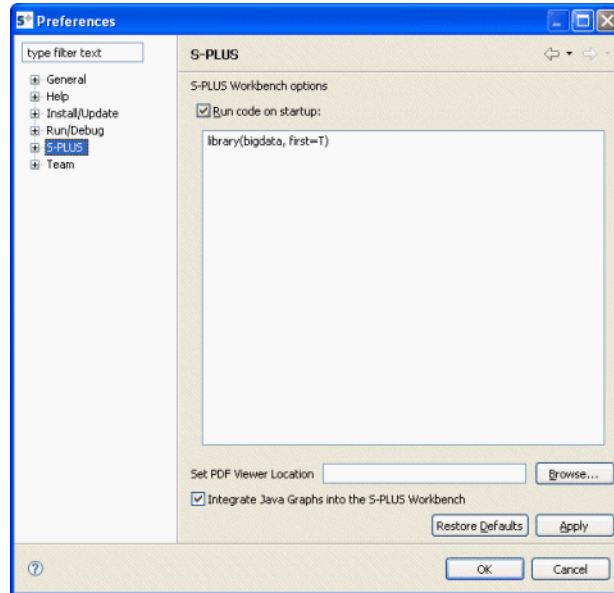 S+ Preferences
type filter text
General
Help
Install/Update
Run/Debug
S-PLUS
Team
S-PLUS
S-PLUS Workbench options
Run code on startup:
library(bigdata, first=T)
Set PDF Viewer Location
Browse...
Integrate Java Graphs into the S-PLUS Workbench
Restore Defaults
Apply
?
OK
Cancel